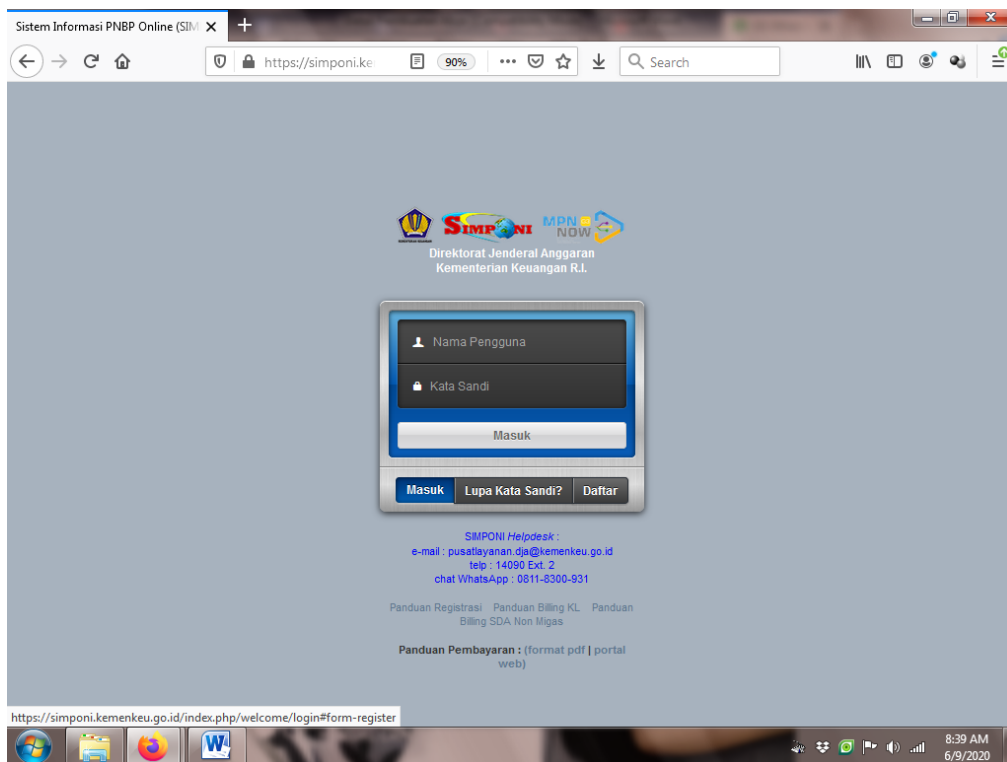 Sistem Informasi PNBP Online (SIM
https://simponi.ke
90%
Search
SIMPONI
MPN
NOW
Direktorat Jenderal Anggaran
Kementerian Keuangan R.I.
Nama Pengguna
Kata Sandi
Masuk
Masuk Lupa Kata Sandi? Daftar
SIMPONI Helpdesk :
e-mail : pusatlayanan.dja@kemenkeu.go.id
telp : 14090 Ext. 2
chat WhatsApp : 0811-8300-931
Panduan Registrasi Panduan Billing KL Panduan
Billing SDA Non Migas
Panduan Pembayaran : (format pdf | portal
web)
https://simponi.kemenkeu.go.id/index.php/welcome/login#form-register
8:39 AM
6/9/2020